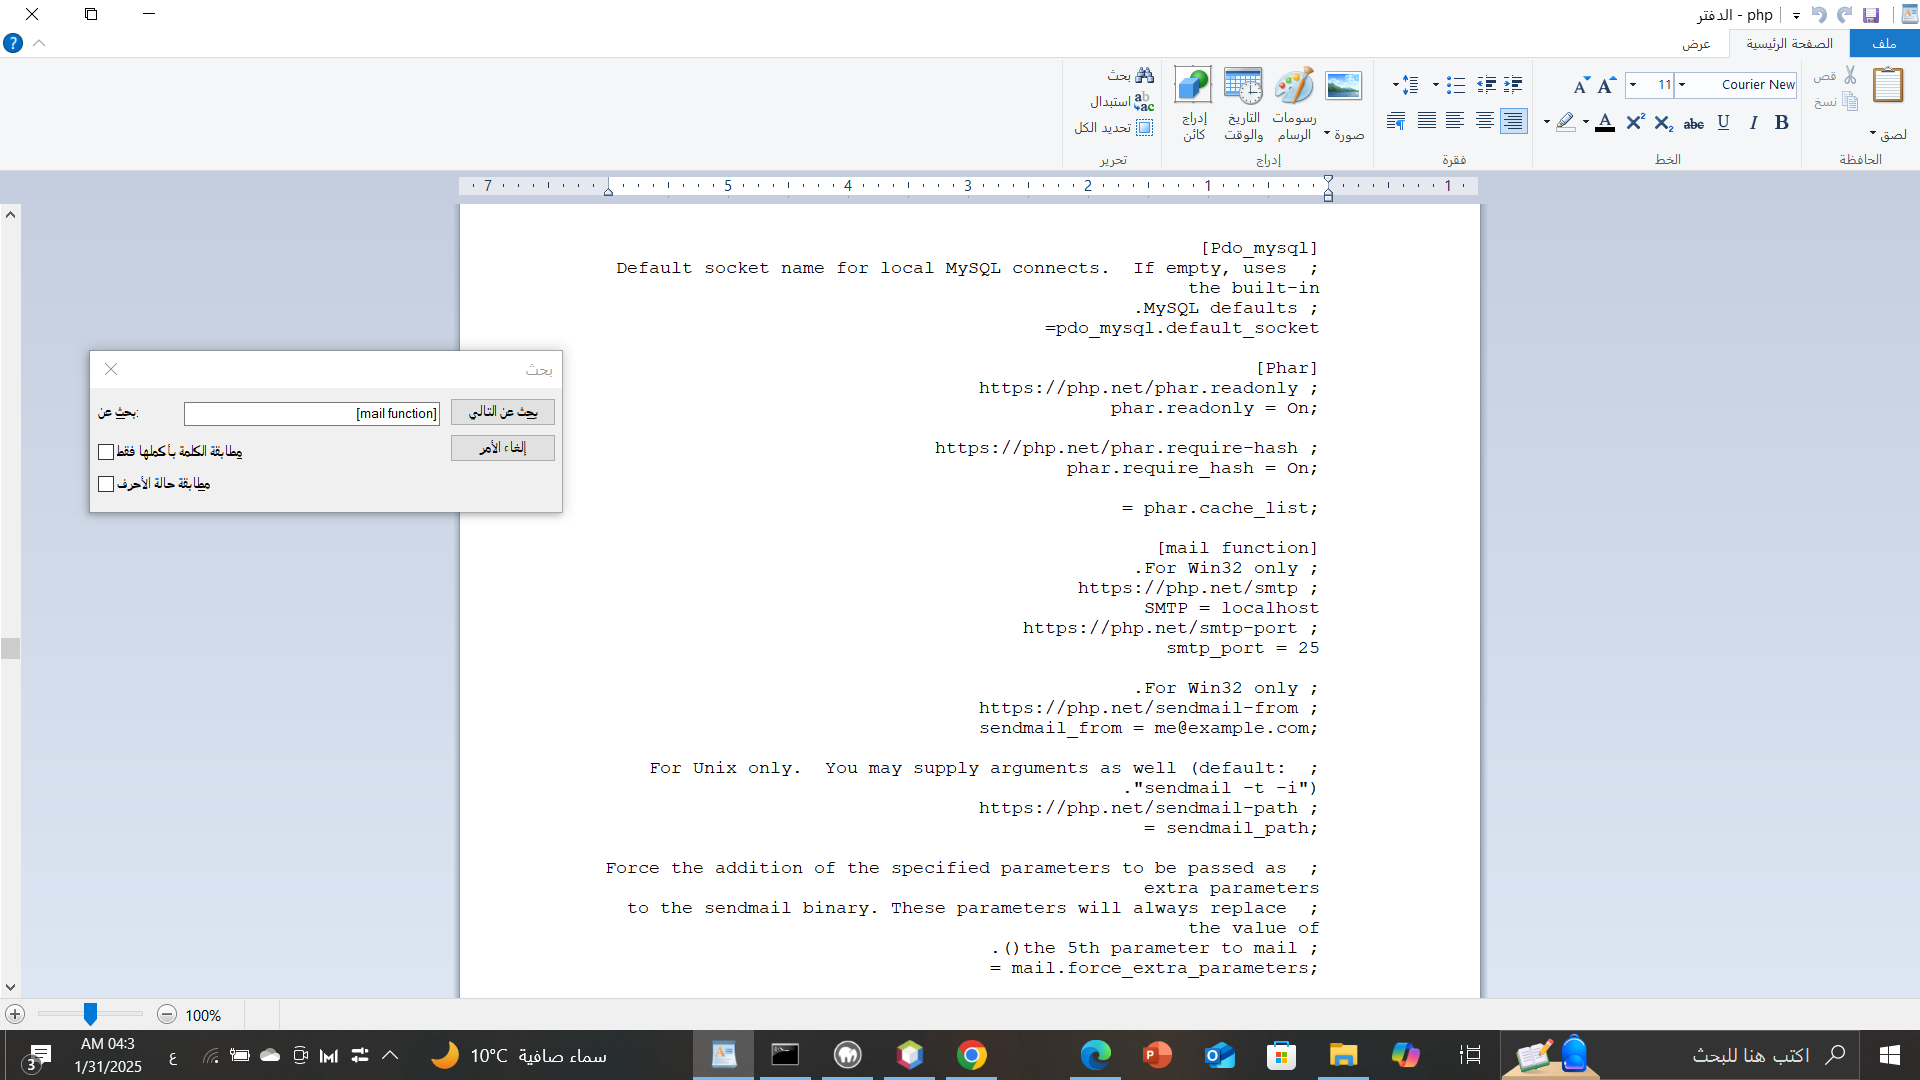 php - الدفتر
ملف
الصفحة الرئيسية
عرض
لصق
قص
نسخ
الحافظة
Courier New
11
الخط
فقرة
صورة
رسومات الرسام
التاريخ والوقت
إدراج كائن
إدراج
بحث
استبدال
تحديد الكل
تحرير
7 5 4 3 2 1 1
[Pdo_mysql]
Default socket name for local MySQL connects.  If empty, uses  ;
the built-in
.MySQL defaults ;
=pdo_mysql.default_socket
[Phar]
https://php.net/phar.readonly ;
phar.readonly = On;
https://php.net/phar.require-hash ;
phar.require_hash = On;
= phar.cache_list;
[mail function]
.For Win32 only ;
https://php.net/smtp ;
SMTP = localhost
https://php.net/smtp-port ;
smtp_port = 25
.For Win32 only ;
https://php.net/sendmail-from ;
sendmail_from = me@example.com;
For Unix only.  You may supply arguments as well (default:  ;
."sendmail -t -i")
https://php.net/sendmail-path ;
= sendmail_path;
Force the addition of the specified parameters to be passed as  ;
extra parameters
to the sendmail binary. These parameters will always replace  ;
the value of
.()the 5th parameter to mail ;
= mail.force_extra_parameters;
بحث
بحث عن:
[mail function]
بحث عن التالي
إلغاء الأمر
مطابقة الكلمة بأكملها فقط
مطابقة حالة الأحرف
100%
اكتب هنا للبحث
سماء صافية 10°C
ع
AM 04:3
1/31/2025
3